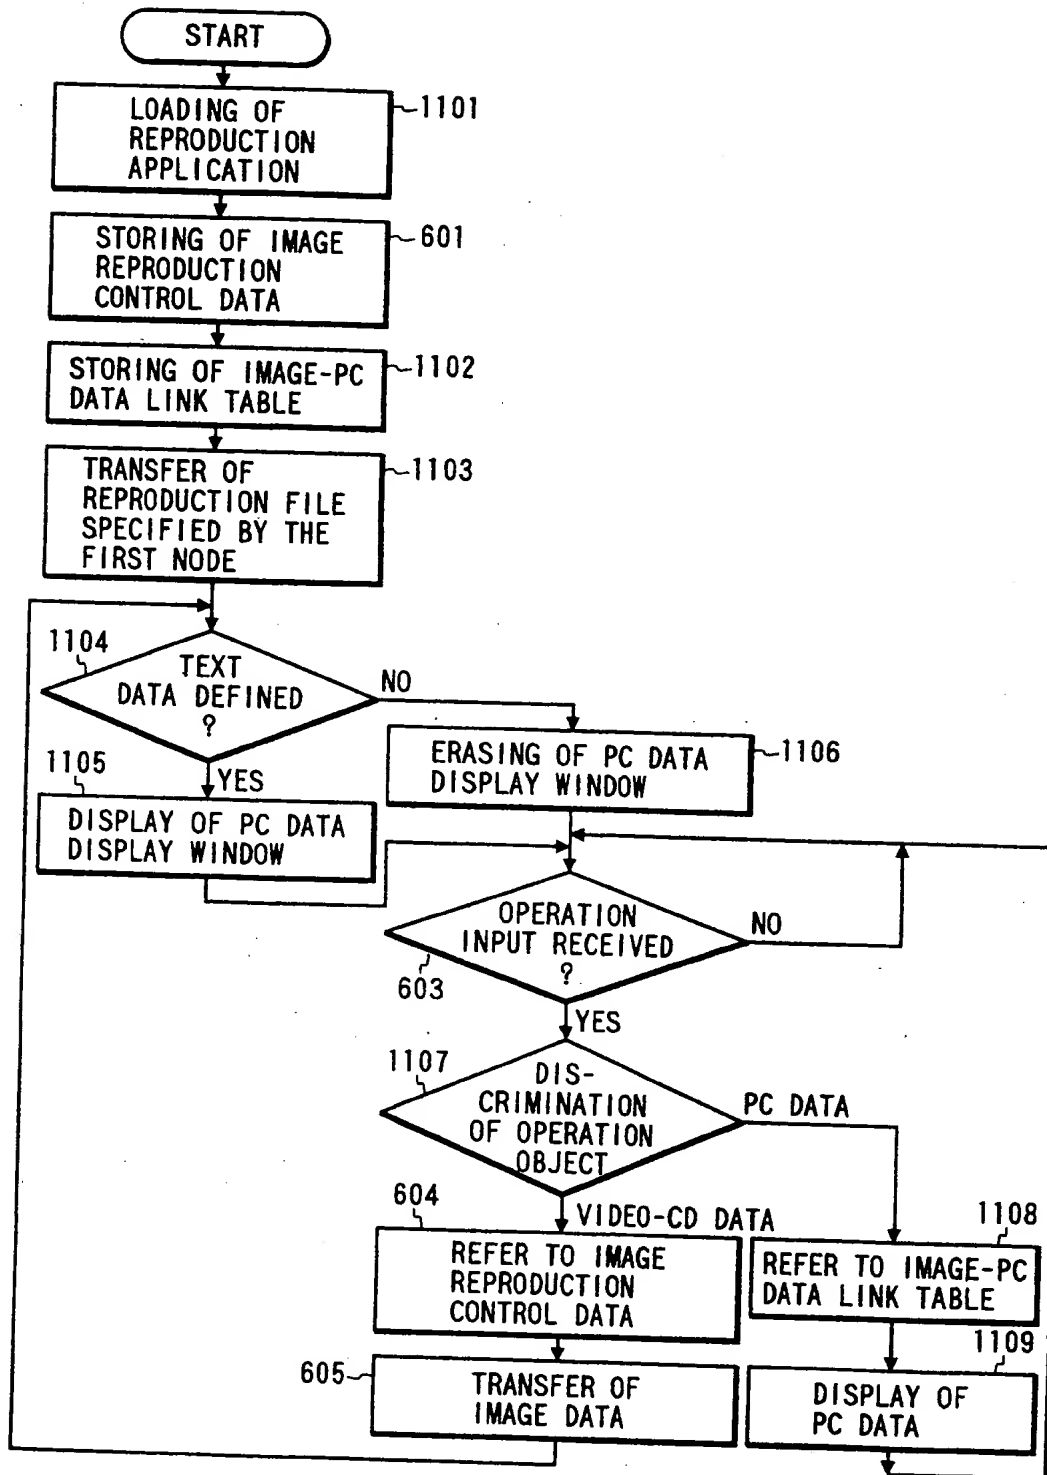 START
LOADING OF
REPRODUCTION
APPLICATION
1101
STORING OF IMAGE
REPRODUCTION
CONTROL DATA
601
STORING OF IMAGE-PC
DATA LINK TABLE
1102
TRANSFER OF
REPRODUCTION FILE
SPECIFIED BY THE
FIRST NODE
1103
1104
TEXT
DATA DEFINED
?
NO
YES
1105
DISPLAY OF PC DATA
DISPLAY WINDOW
ERASING OF PC DATA
DISPLAY WINDOW
1106
OPERATION
INPUT RECEIVED
?
NO
603
YES
1107
DIS-
CRIMINATION
OF OPERATION
OBJECT
PC DATA
VIDEO-CD DATA
604
REFER TO IMAGE
REPRODUCTION
CONTROL DATA
1108
REFER TO IMAGE-PC
DATA LINK TABLE
605
TRANSFER OF
IMAGE DATA
1109
DISPLAY OF
PC DATA